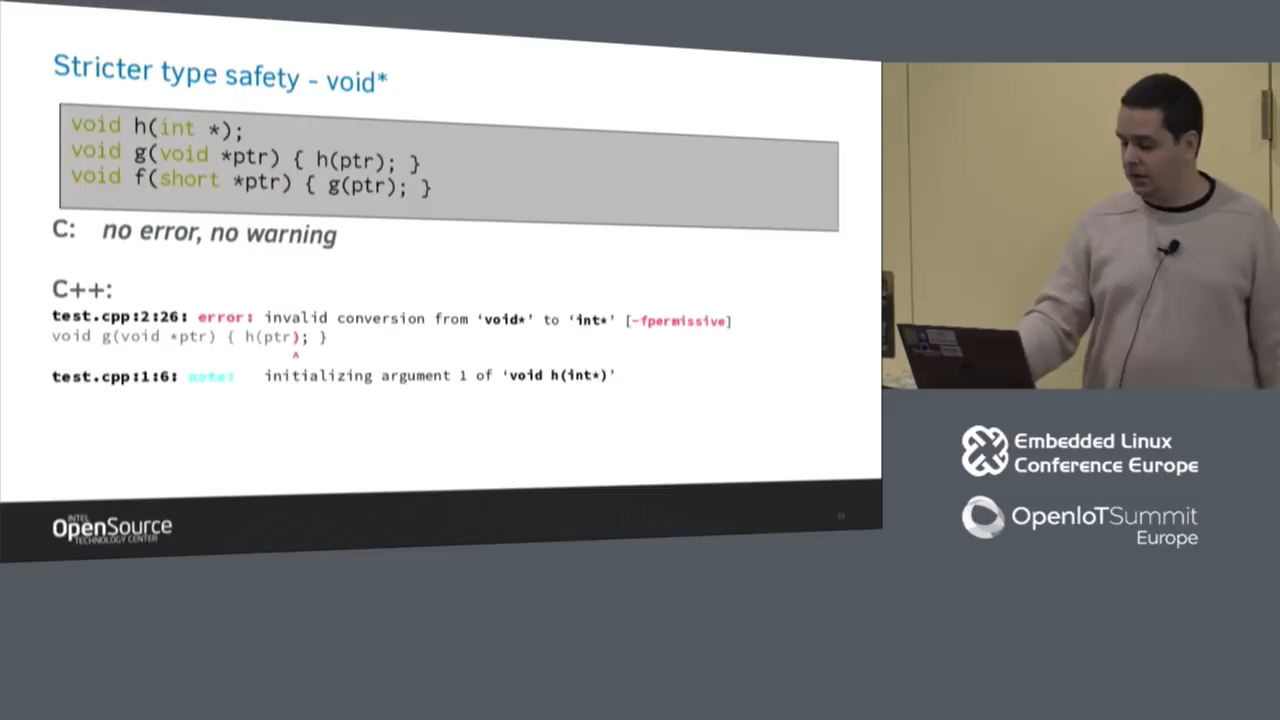 Stricter type safety - void*
void h(int *);
void g(void *ptr) { h(ptr); }
void f(short *ptr) { g(ptr); }
C: no error, no warning
C++:
test.cpp:2:26: error: invalid conversion from ‘void*’ to ‘int*’ [-fpermissive]
void g(void *ptr) { h(ptr); }
^
test.cpp:1:6: note: initializing argument 1 of ‘void h(int*)’
INTEL
OpenSource
TECHNOLOGY CENTER
Embedded Linux
Conference Europe
OpenIoTSummit
Europe